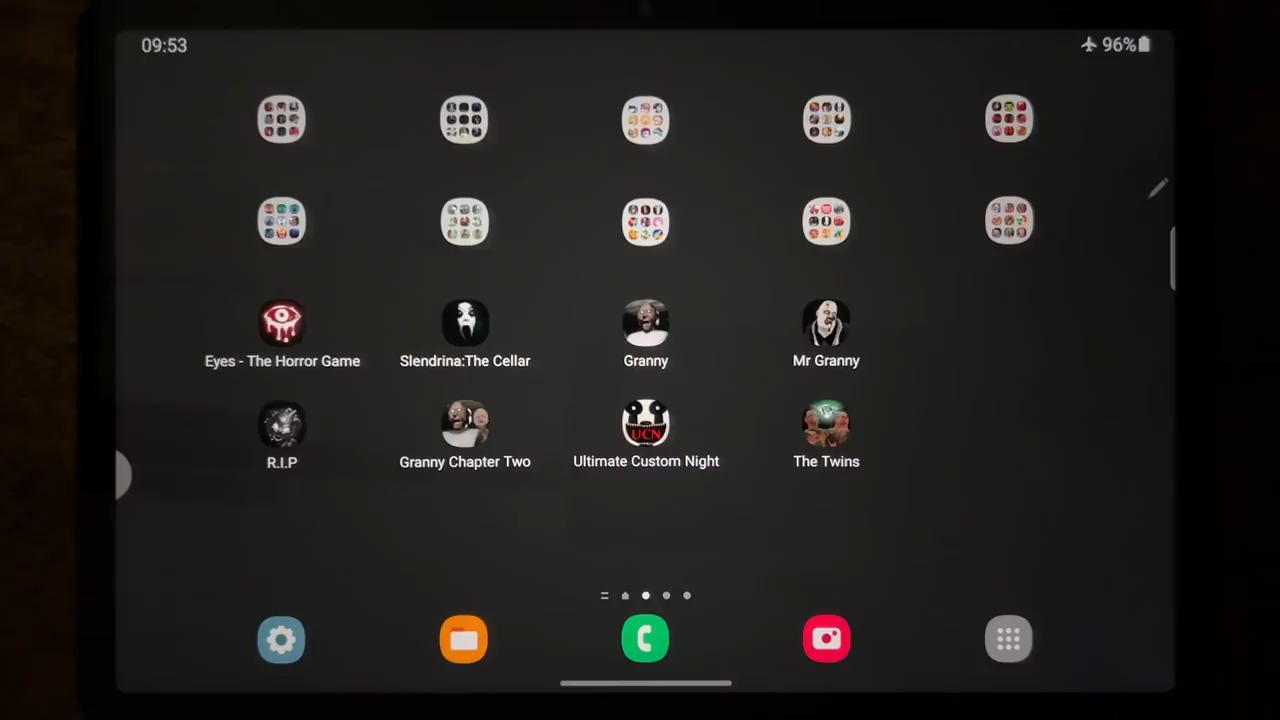 09:53
96%
Eyes - The Horror Game
Slendrina:The Cellar
Granny
Mr Granny
UCN
R.I.P
Granny Chapter Two
Ultimate Custom Night
The Twins